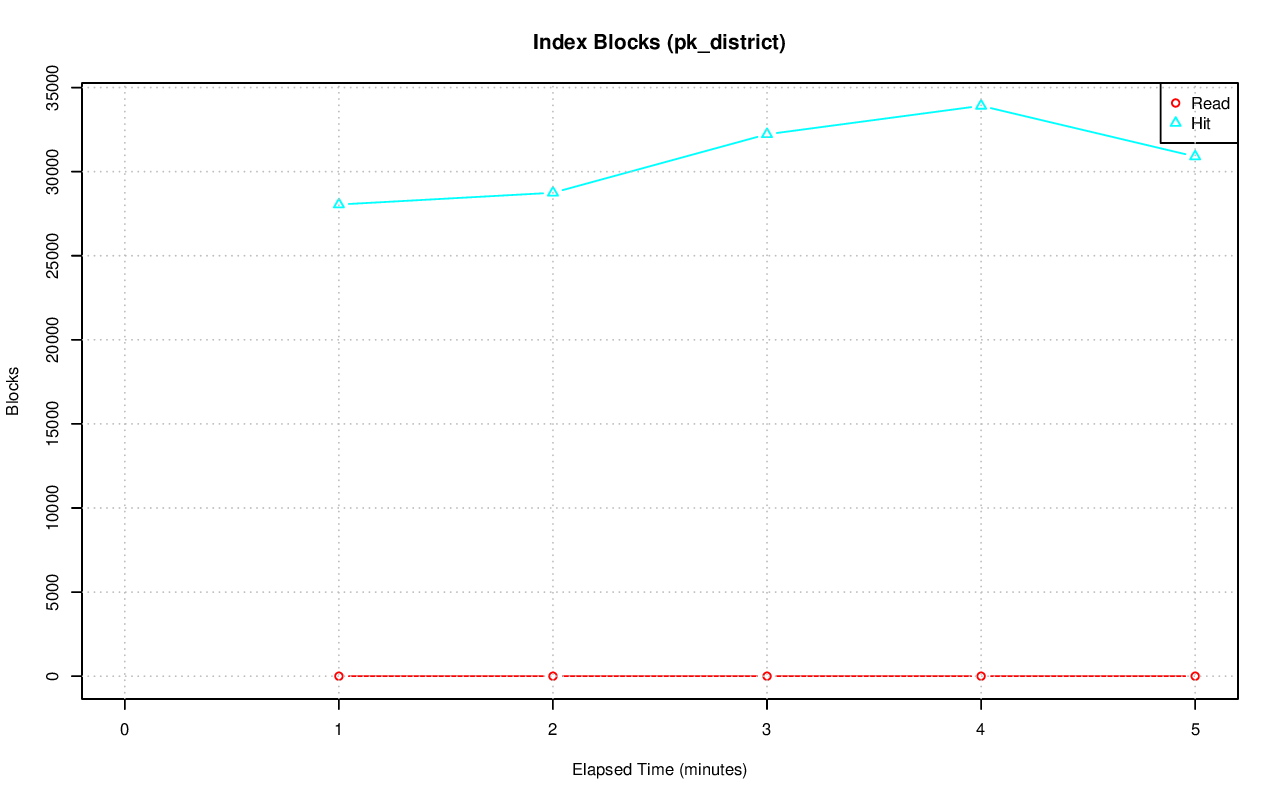 Index Blocks (pk_district)
Read
Hit
Blocks
35000
30000
25000
20000
15000
10000
5000
0
0 1 2 3 4 5
Elapsed Time (minutes)